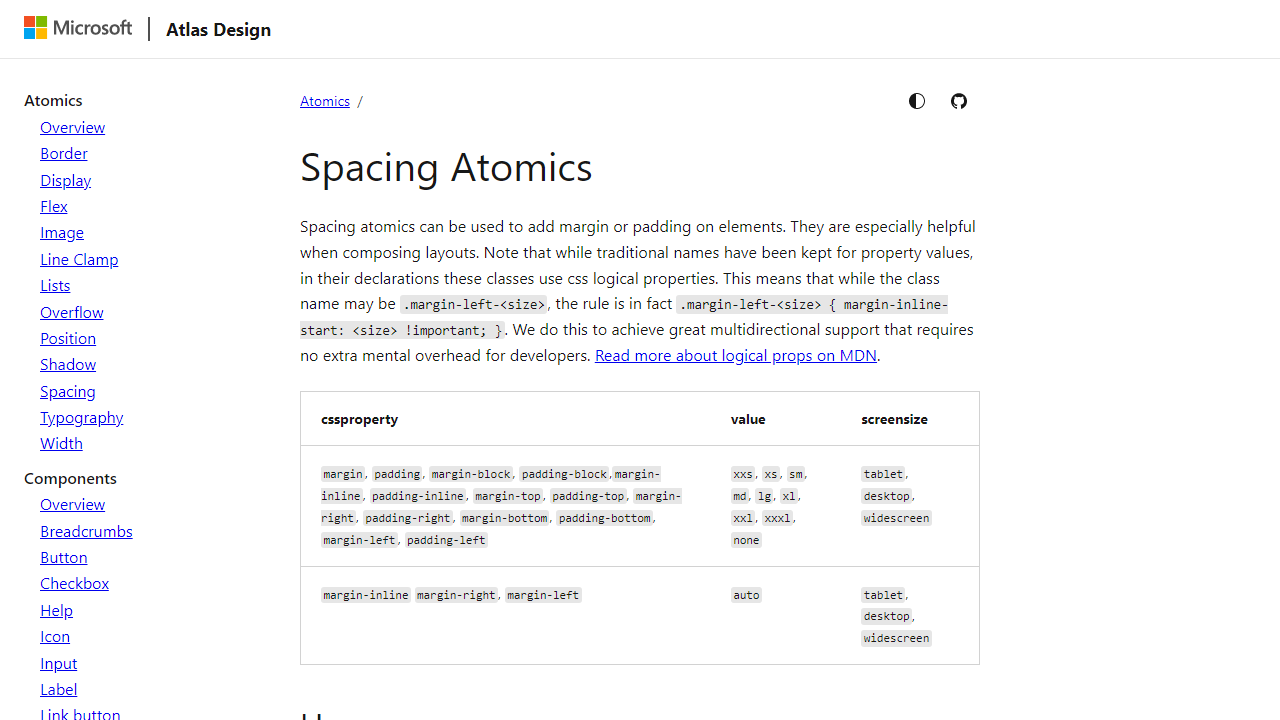 Microsoft
Atlas Design
Atomics
Overview
Border
Display
Flex
Image
Line Clamp
Lists
Overflow
Position
Shadow
Spacing
Typography
Width
Components
Overview
Breadcrumbs
Button
Checkbox
Help
Icon
Input
Label
Link button
Atomics /
Spacing Atomics
Spacing atomics can be used to add margin or padding on elements. They are especially helpful
when composing layouts. Note that while traditional names have been kept for property values,
in their declarations these classes use css logical properties. This means that while the class
name may be .margin-left-<size>, the rule is in fact .margin-left-<size> { margin-inline-
start: <size> !important; }. We do this to achieve great multidirectional support that requires
no extra mental overhead for developers. Read more about logical props on MDN.
cssproperty value screensize
margin, padding, margin-block, padding-block,margin-
inline, padding-inline, margin-top, padding-top, margin-
right, padding-right, margin-bottom, padding-bottom,
margin-left, padding-left
xxs, xs, sm,
md, lg, xl,
xxl, xxxl,
none
tablet,
desktop,
widescreen
margin-inline margin-right, margin-left
auto
tablet,
desktop,
widescreen